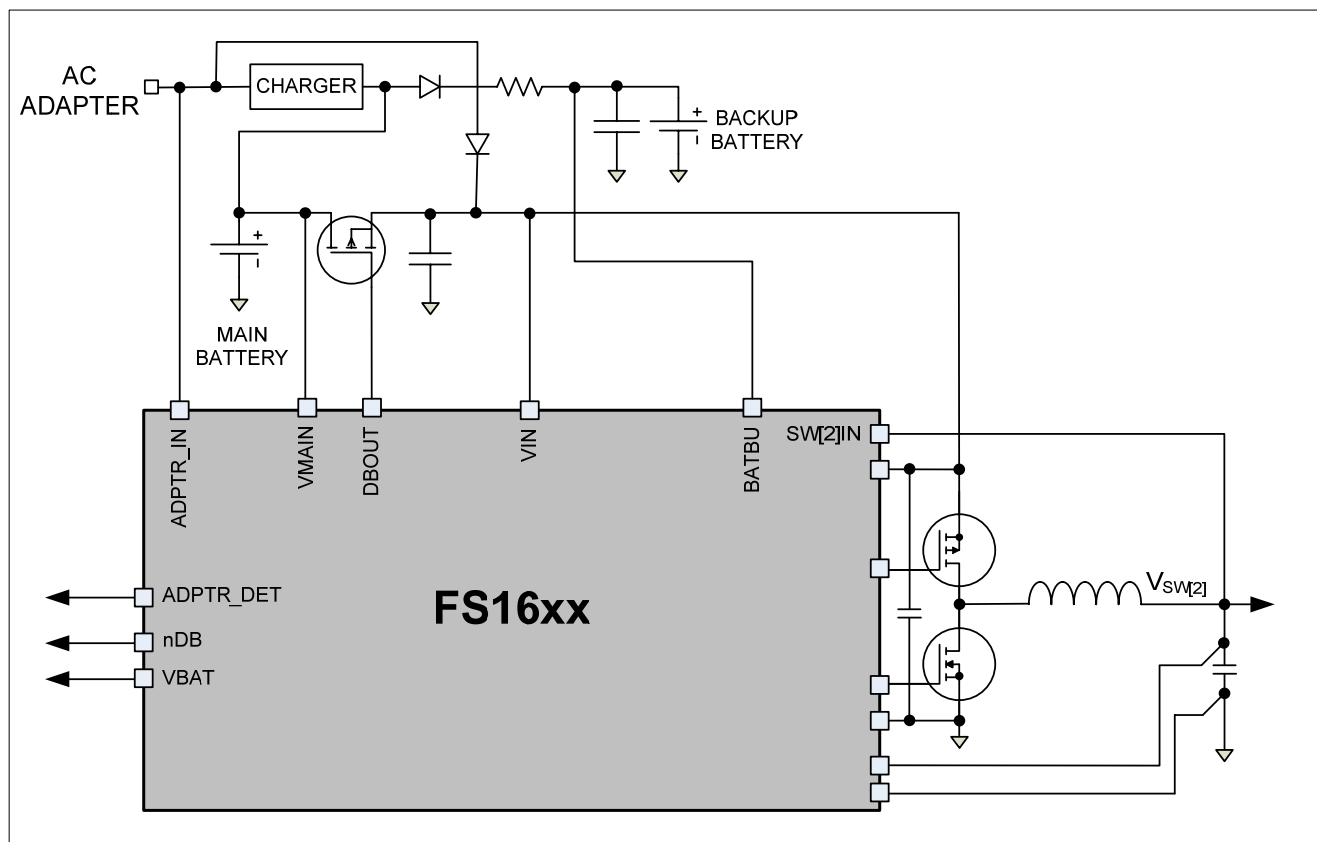 AC
ADAPTER
CHARGER
+
-
BACKUP
BATTERY
+
-
MAIN
BATTERY
ADPTR_IN
VMAIN
DBOUT
VIN
BATBU
SW[2]IN
ADPTR_DET
nDB
VBAT
FS16xx
VSW[2]